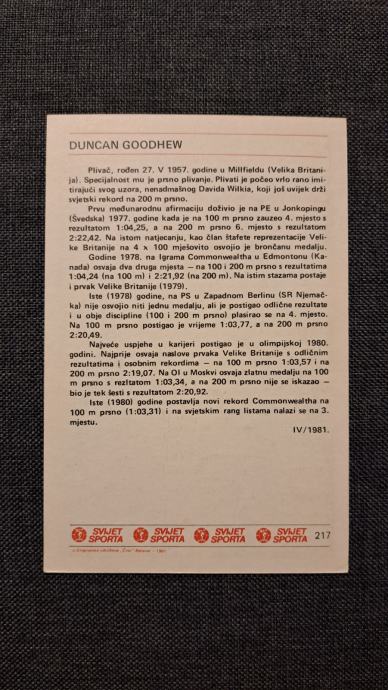 DUNCAN GOODHEW
Plivač, rođen 27. V 1957. godine u Millfieldu (Velika Britani-
ja). Specijalnost mu je prsno plivanje. Plivati je počeo vrlo rano imi-
tirajući svog uzora, nenadmašnog Davida Wilkia, koji još uvijek drži
svjetski rekord na 200 m prsno.
Prvu međunarodnu afirmaciju doživio je na PE u Jonkopingu
(Švedska) 1977. godine kada je na 100 m prsno zauzeo 4. mjesto s
rezultatom 1:04,25, a na 200 m prsno 6. mjesto s rezultatom
2:22,42. Na istom natjecanju, kao član štafete reprezentacije Veli-
ke Britanije na 4 x 100 mješovito osvojio je brončanu medalju.
Godine 1978. na Igrama Commonwealtha u Edmontonu (Ka-
nada) osvaja dva druga mjesta — na 100 i 200 m prsno s rezultatima
1:04,24 (na 100 m) i 2:21,92 (na 200 m). Na istim stazama postaje
i prvak Velike Britanije (1979).
Iste (1978) godine, na PS u Zapadnom Berlinu (SR Njemač-
ka) nije osvojio niti jednu medalju, ali je postigao odlične rezultate
i u obje discipline (100 i 200 m prsno) plasirao se na 4. mjesto.
Na 100 m prsno postigao je vrijeme 1:03,77, a na 200 m prsno
2:20,49.
Najveće uspjehe u karijeri postigao je u olimpijskoj 1980.
godini. Najprije osvaja naslove prvaka Velike Britanije s odličnim
rezultatima i osobnim rekordima — na 100 m prsno 1:03,57 i na
200 m prsno 2:19,07. Na OI u Moskvi osvaja zlatnu medalju na 100
m prsno s rezltatom 1:03,34, a na 200 m prsno nije se iskazao —
bio je tek šesti s rezultatom 2:20,92.
Iste (1980) godine postavlja novi rekord Commonwealtha na
100 m prsno (1:03,31) i na svjetskim rang listama nalazi se na 3.
mjestu.
IV/1981.
SVIJET SPORTA SVIJET SPORTA SVIJET SPORTA SVIJET SPORTA 217